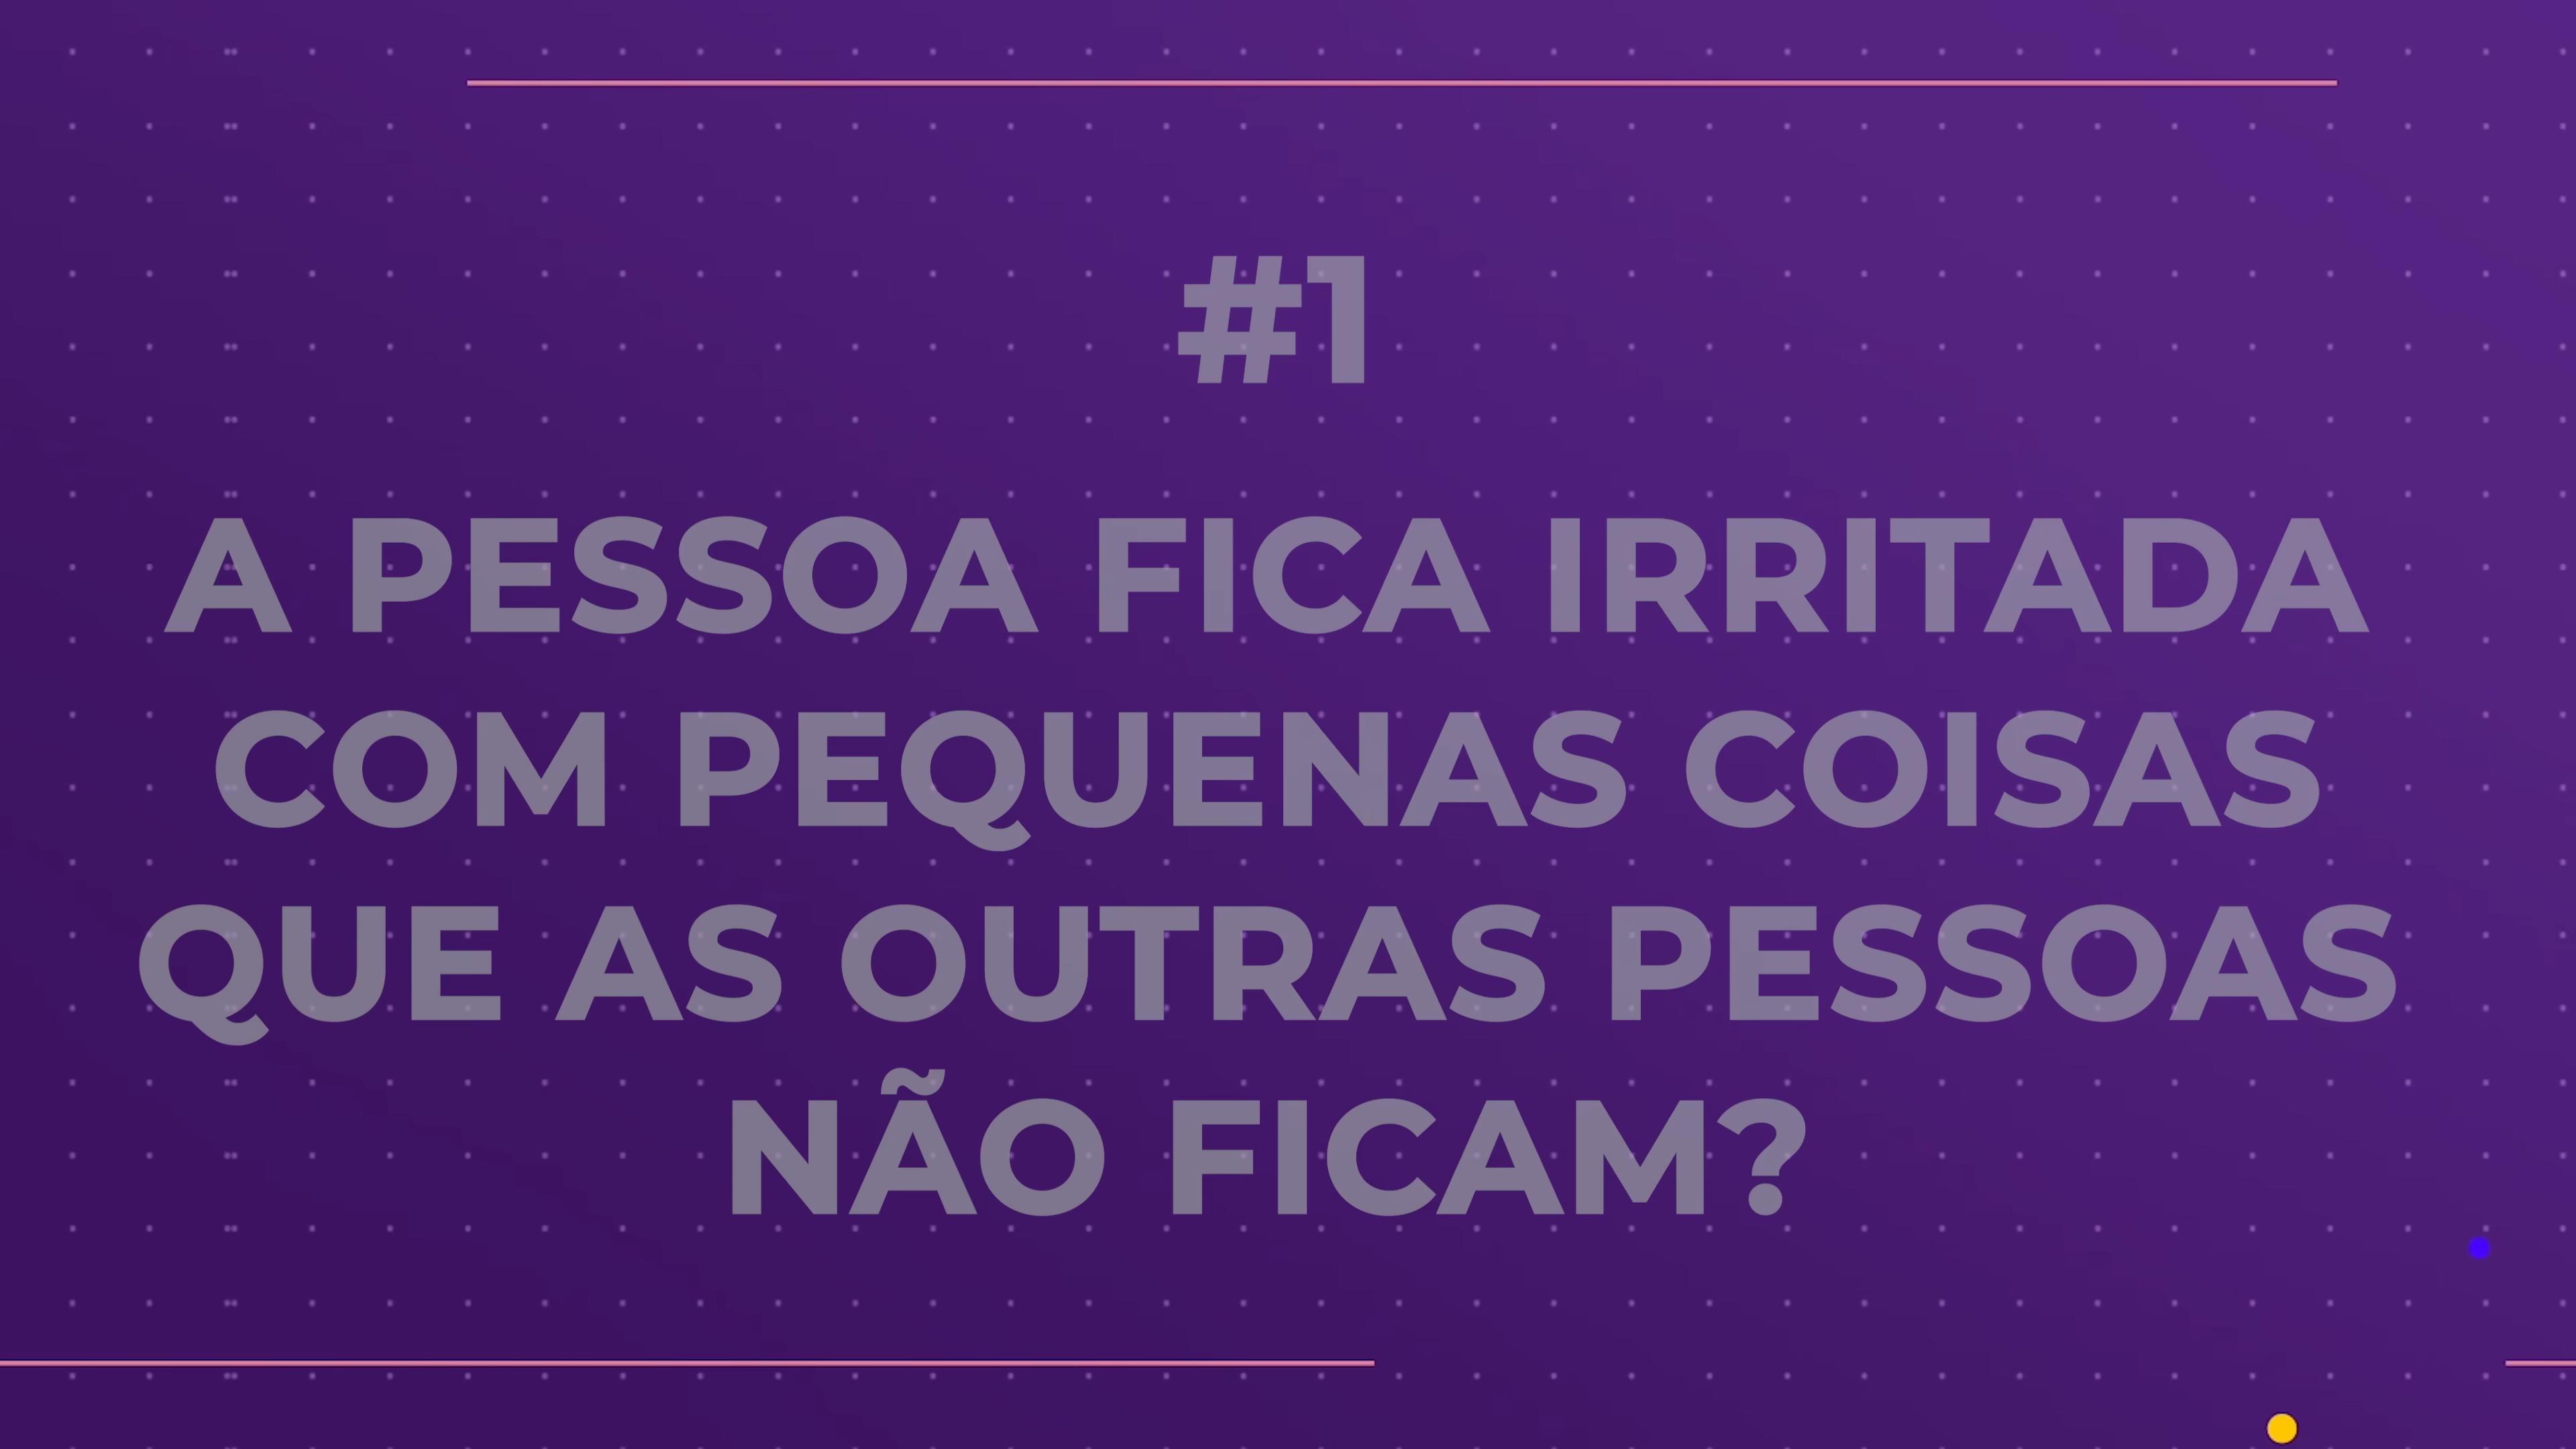 #1
A PESSOA FICA IRRITADA
COM PEQUENAS COISAS
QUE AS OUTRAS PESSOAS
NÃO FICAM?